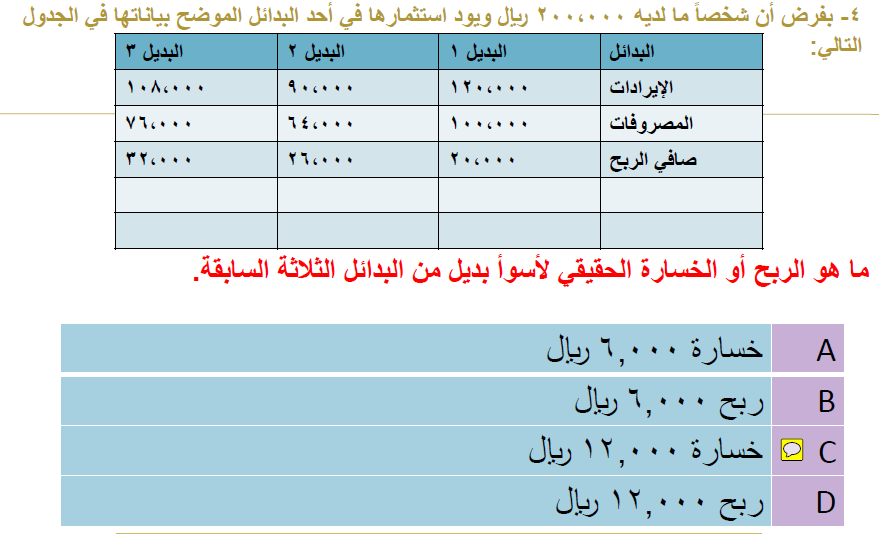 ٤- بفرض أن شخصاً ما لديه ٢٠٠،٠٠٠ ريال ويود استثمارها في أحد البدائل الموضح بياناتها في الجدول
التالي:
البدائل البديل ١ البديل ٢ البديل ٣
الإيرادات ١٢٠،٠٠٠ ٩٠،٠٠٠ ١٠٨،٠٠٠
المصروفات ١٠٠،٠٠٠ ٦٤،٠٠٠ ٧٦،٠٠٠
صافي الربح ٢٠،٠٠٠ ٢٦،٠٠٠ ٣٢،٠٠٠
ما هو الربح أو الخسارة الحقيقي لأسوأ بديل من البدائل الثلاثة السابقة.
A خسارة ٦,٠٠٠ ريال
B ربح ٦,٠٠٠ ريال
C خسارة ١٢,٠٠٠ ريال
D ربح ١٢,٠٠٠ ريال